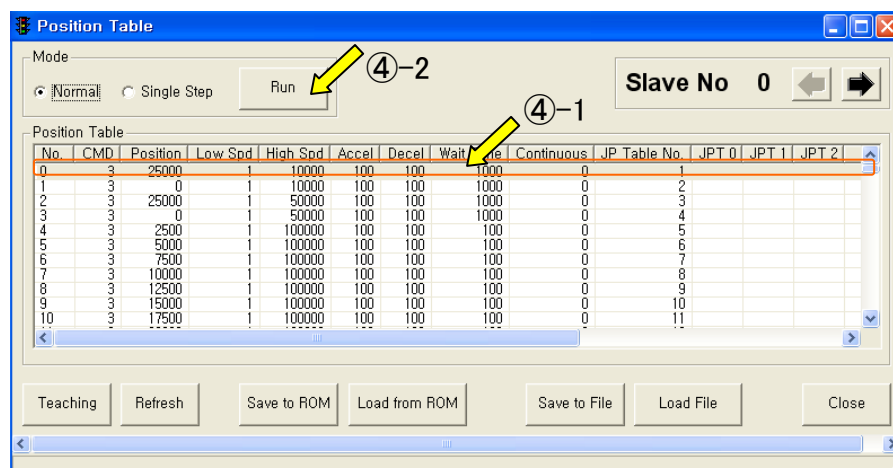 Position Table
Mode
Normal Single Step Run
④-2
Slave No 0
④-1
Position Table
No. CMD Position Low Spd High Spd Accel Decel Wait Continuous JP Table No. JPT 0 JPT 1 JPT 2
0 3 25000 1 10000 100 100 1000 0 1
1 3 0 1 10000 100 100 1000 0 2
2 3 25000 1 50000 100 100 1000 0 3
3 3 0 1 50000 100 100 1000 0 4
4 3 2500 1 100000 100 100 100 0 5
5 3 5000 1 100000 100 100 100 0 6
6 3 7500 1 100000 100 100 100 0 7
7 3 10000 1 100000 100 100 100 0 8
8 3 12500 1 100000 100 100 100 0 9
9 3 15000 1 100000 100 100 100 0 10
10 3 17500 1 100000 100 100 100 0 11
Teaching Refresh Save to ROM Load from ROM Save to File Load File Close